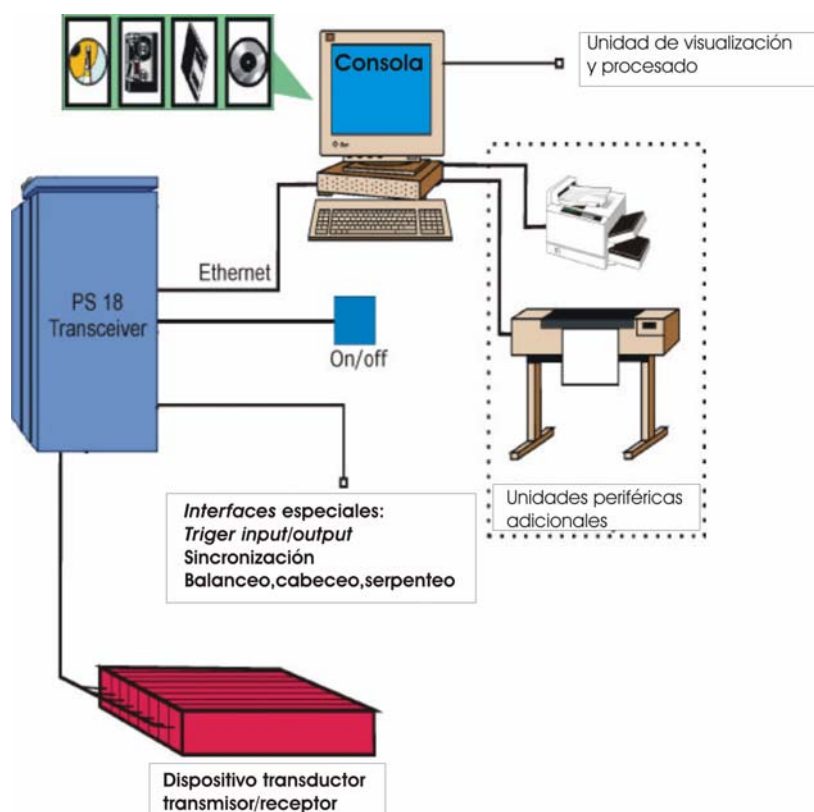 Consola
Unidad de visualización
y procesado
Ethernet
PS 18
Transceiver
On/off
Interfaces especiales:
Triger input/output
Sincronización
Balanceo,cabeceo,serpenteo
Unidades periféricas
adicionales
Dispositivo transductor
transmisor/receptor